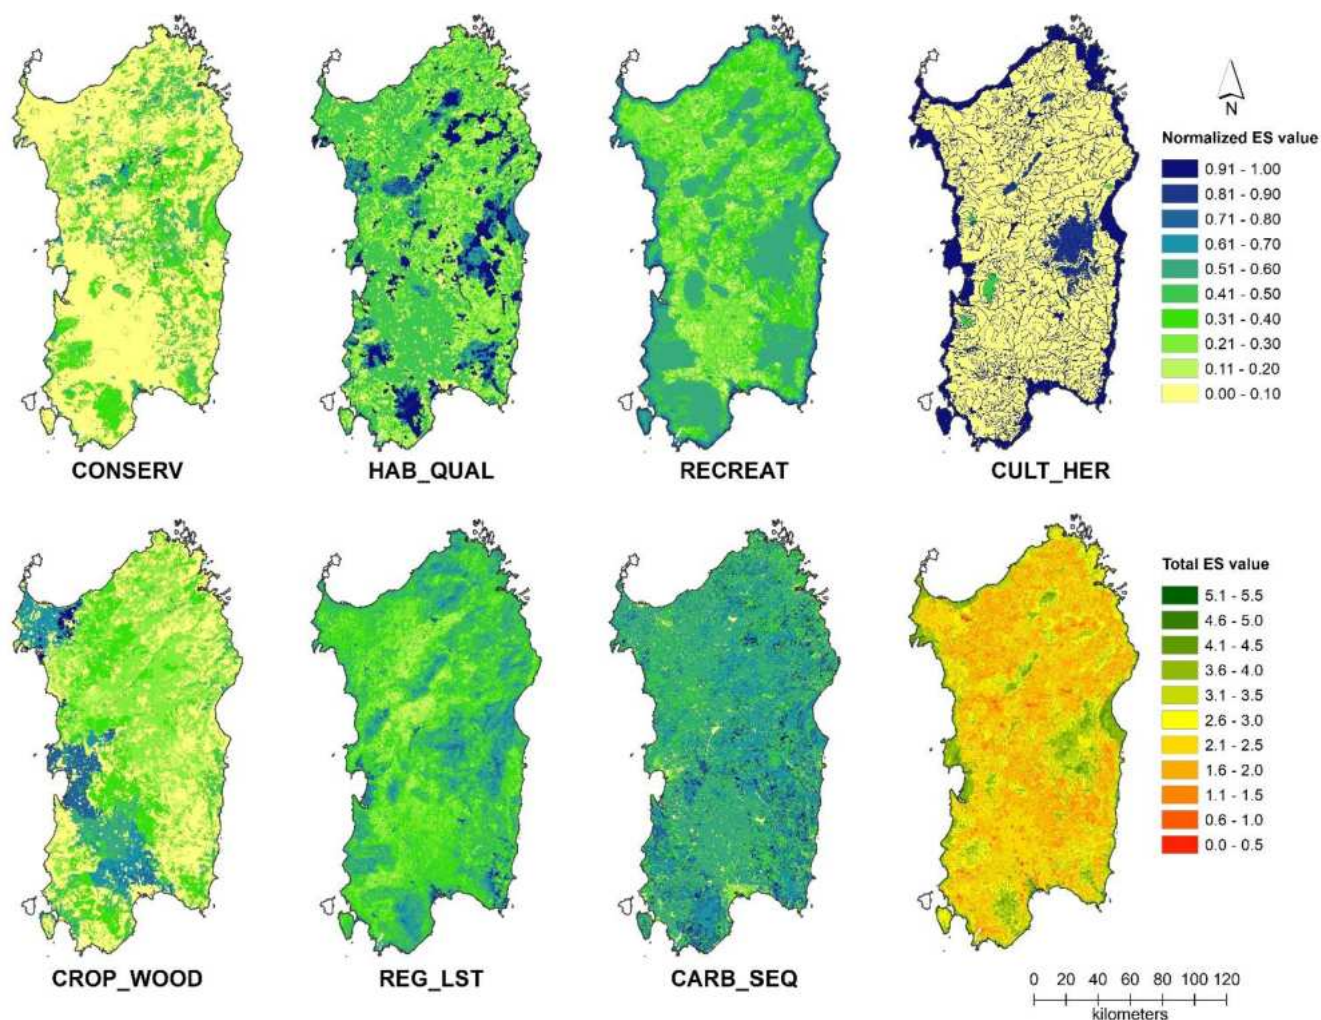 N
Normalized ES value
0.91 - 1.00
0.81 - 0.90
0.71 - 0.80
0.61 - 0.70
0.51 - 0.60
0.41 - 0.50
0.31 - 0.40
0.21 - 0.30
0.11 - 0.20
0.00 - 0.10
CONSERV
HAB_QUAL
RECREAT
CULT_HER
Total ES value
5.1 - 5.5
4.6 - 5.0
4.1 - 4.5
3.6 - 4.0
3.1 - 3.5
2.6 - 3.0
2.1 - 2.5
1.6 - 2.0
1.1 - 1.5
0.6 - 1.0
0.0 - 0.5
CROP_WOOD
REG_LST
CARB_SEQ
0 20 40 60 80 100 120
kilometers